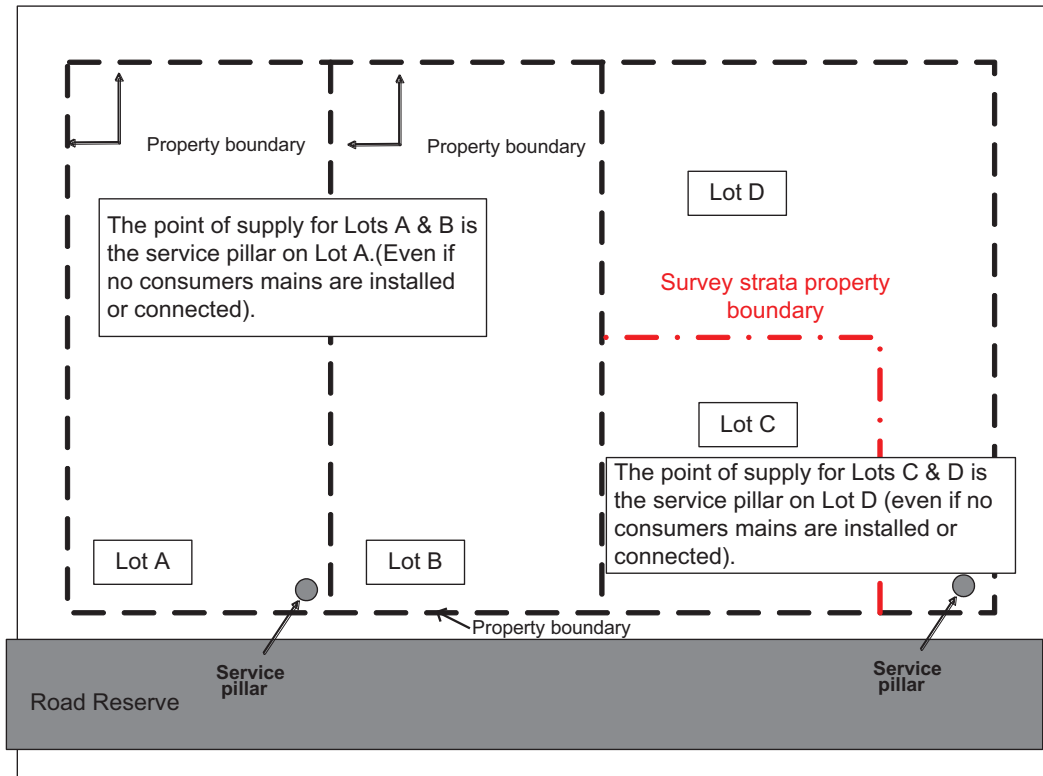 Property boundary
Property boundary
Lot D
The point of supply for Lots A & B is
the service pillar on Lot A.(Even if
no consumers mains are installed
or connected).
Survey strata property
boundary
Lot C
The point of supply for Lots C & D is
the service pillar on Lot D (even if no
consumers mains are installed or
connected).
Lot A
Lot B
Property boundary
Service
pillar
Service
pillar
Road Reserve